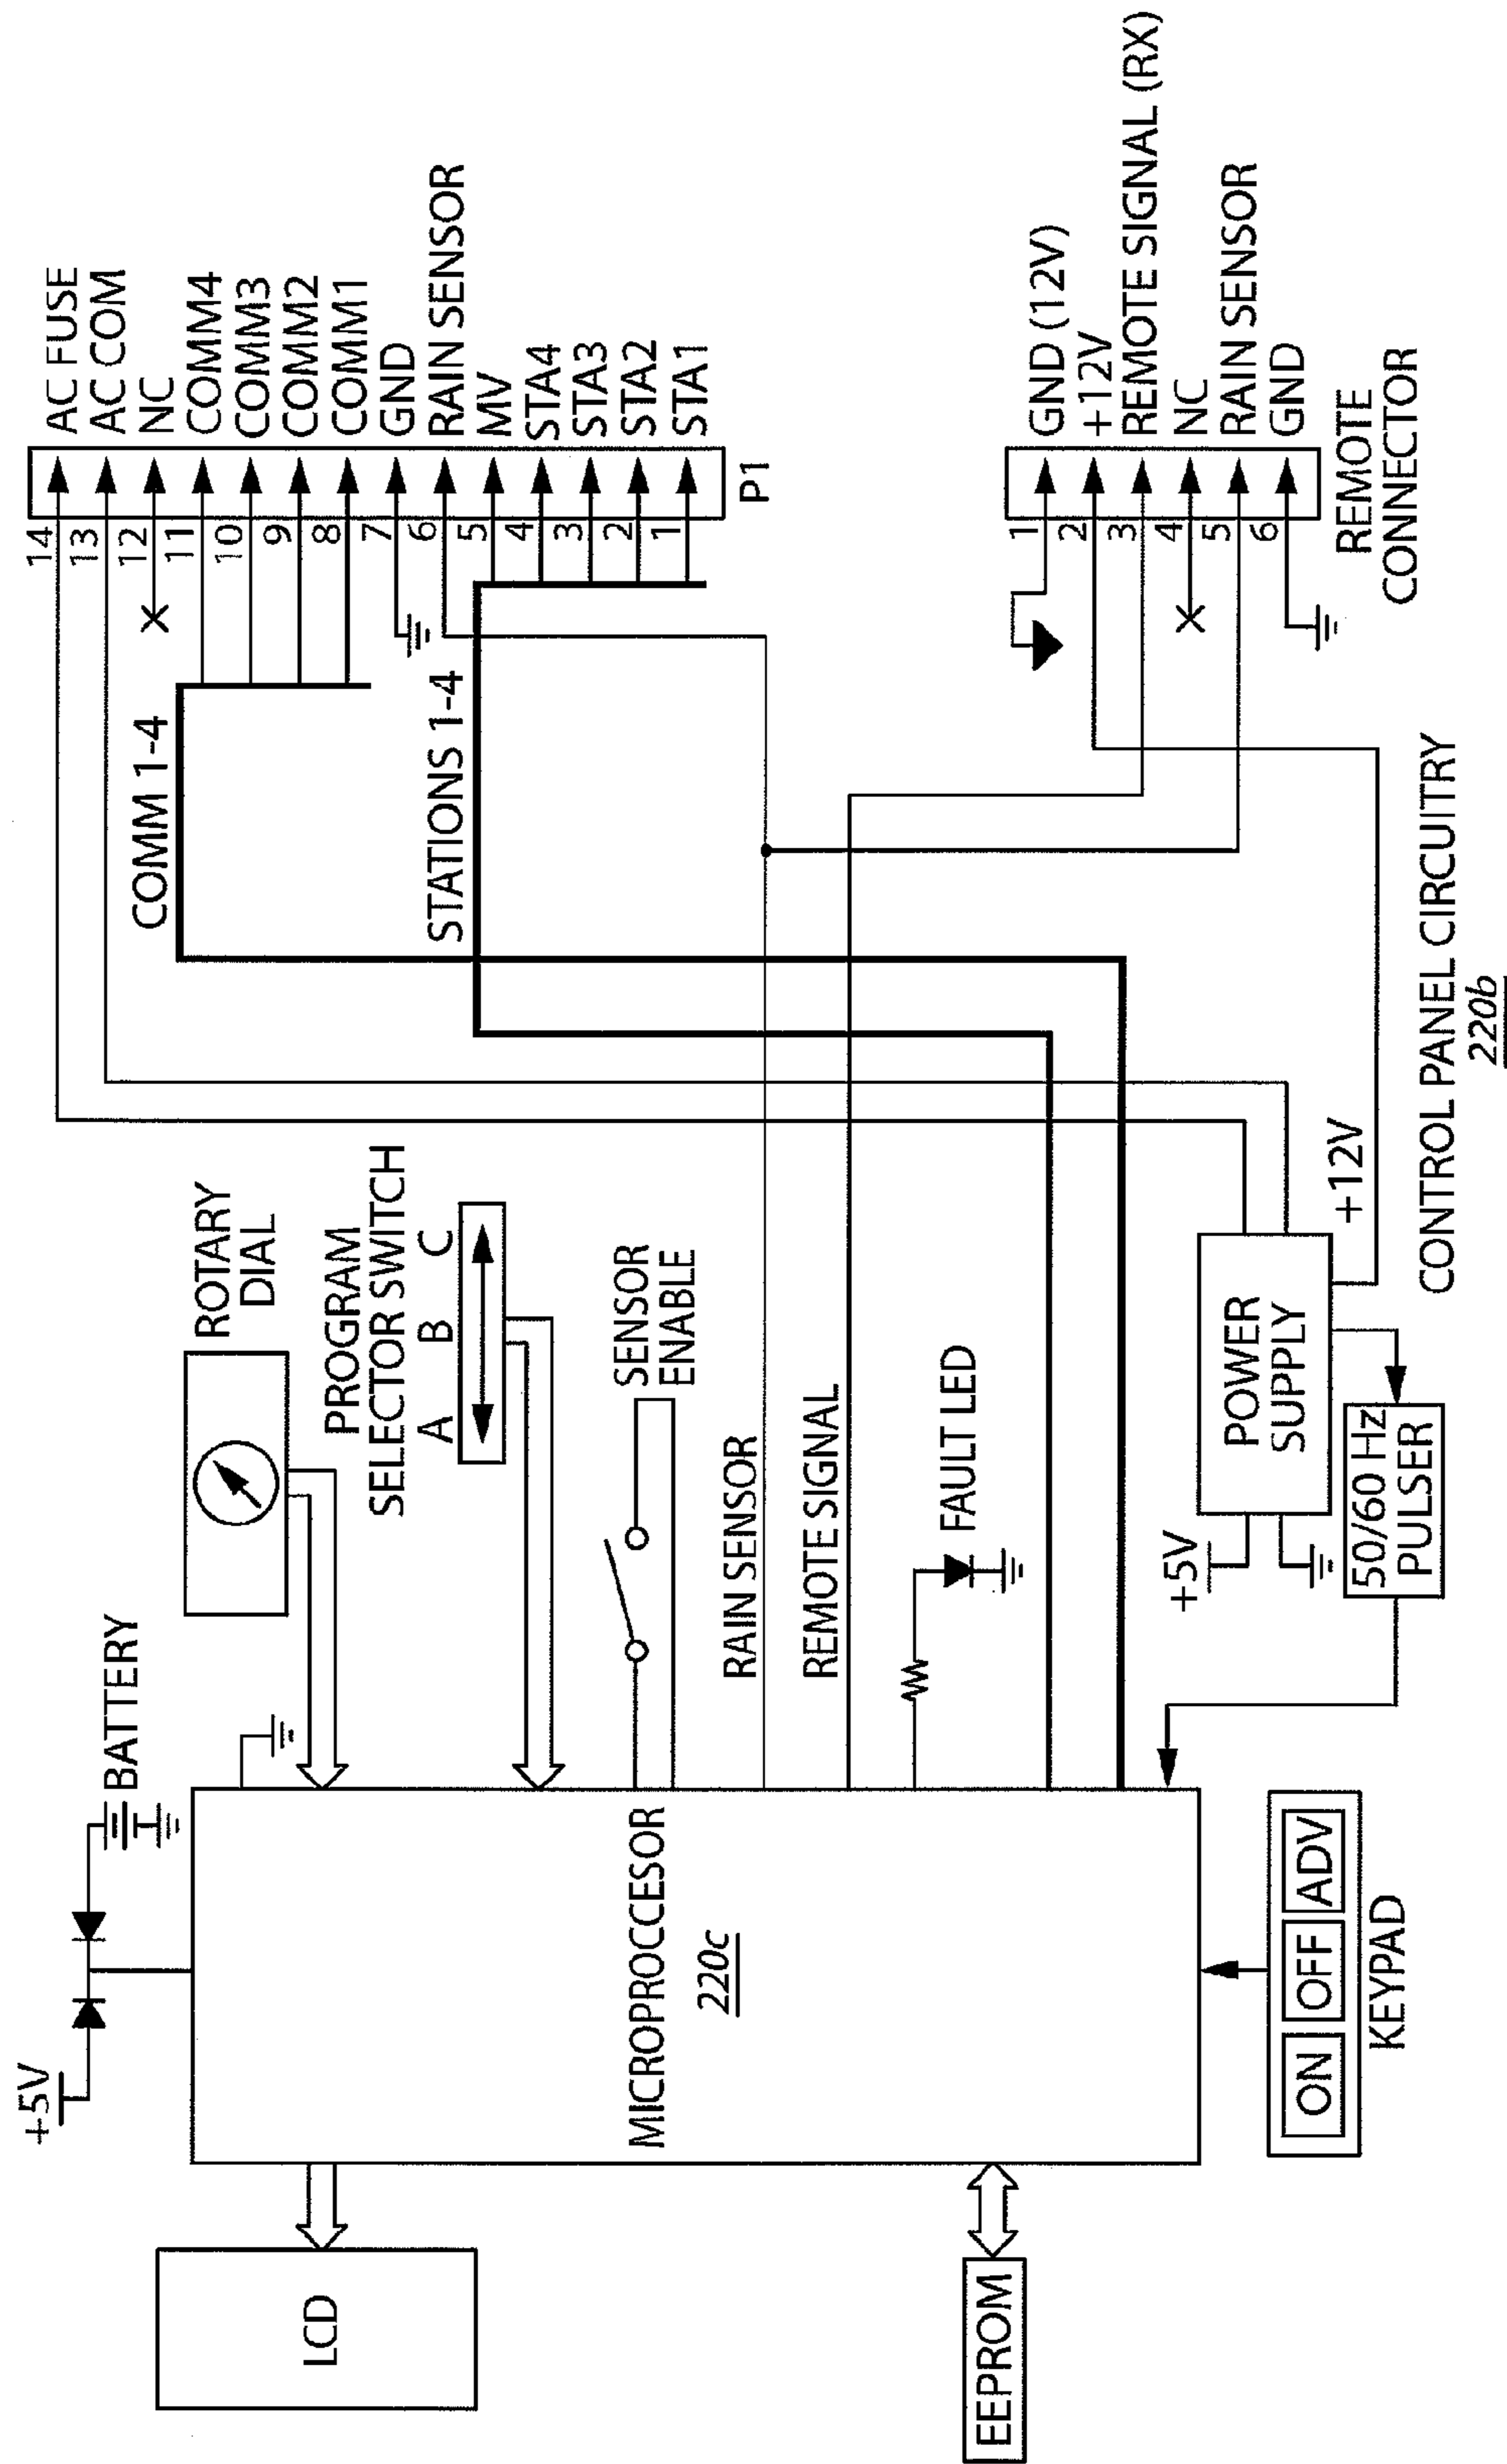 LCD
EEPROM
+5V
BATTERY
MICROPROCCESOR
220c
ON OFF ADV
KEYPAD
ROTARY
DIAL
PROGRAM
SELECTOR SWITCH
A B C
SENSOR
ENABLE
RAIN SENSOR
REMOTE SIGNAL
FAULT LED
+5V
POWER
SUPPLY
50/60 Hz
PULSER
+12V
COMM 1-4
STATIONS 1-4
14 AC FUSE
13 AC COM
12 NC
11 COMM4
10 COMM3
9 COMM2
8 COMM1
7 GND
6 RAIN SENSOR
5 MV
4 STA4
3 STA3
2 STA2
1 STA1
P1
1 GND (12V)
2 +12V
3 REMOTE SIGNAL (RX)
4 NC
5 RAIN SENSOR
6 GND
REMOTE
CONNECTOR
CONTROL PANEL CIRCUITRY
220b